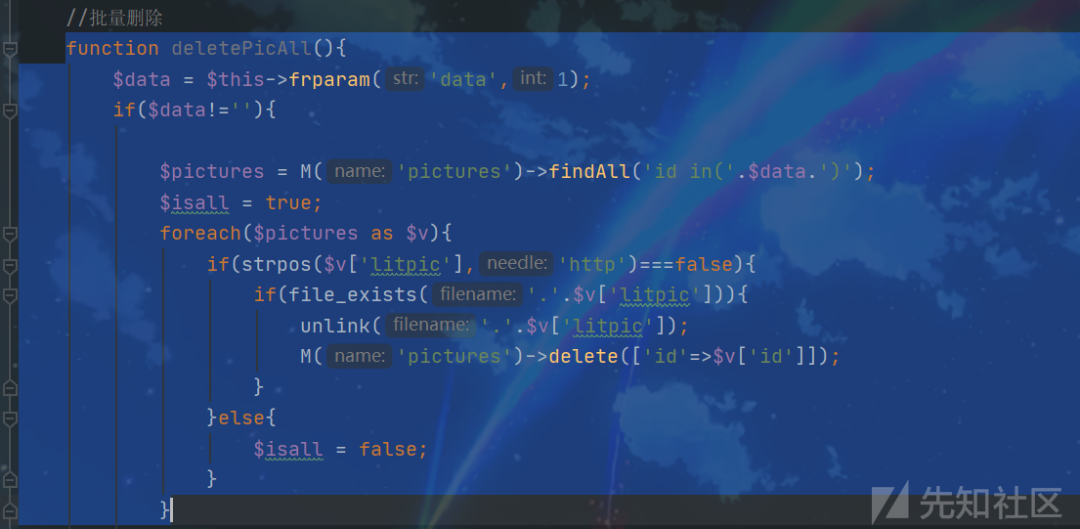 //批量删除
function deletePicAll(){
$data = $this->frparam( str: 'data', int: 1);
if($data!=''){
$pictures = M( name: 'pictures')->findAll('id in('.$data.')');
$isall = true;
foreach($pictures as $v){
if(strpos($v['litpic'], needle: 'http')===false){
if(file_exists( filename: '.'.$v['litpic'])){
unlink( filename: '.'.$v['litpic']);
M( name: 'pictures')->delete(['id'=>$v['id']]);
}
}else{
$isall = false;
}
}
先知社区